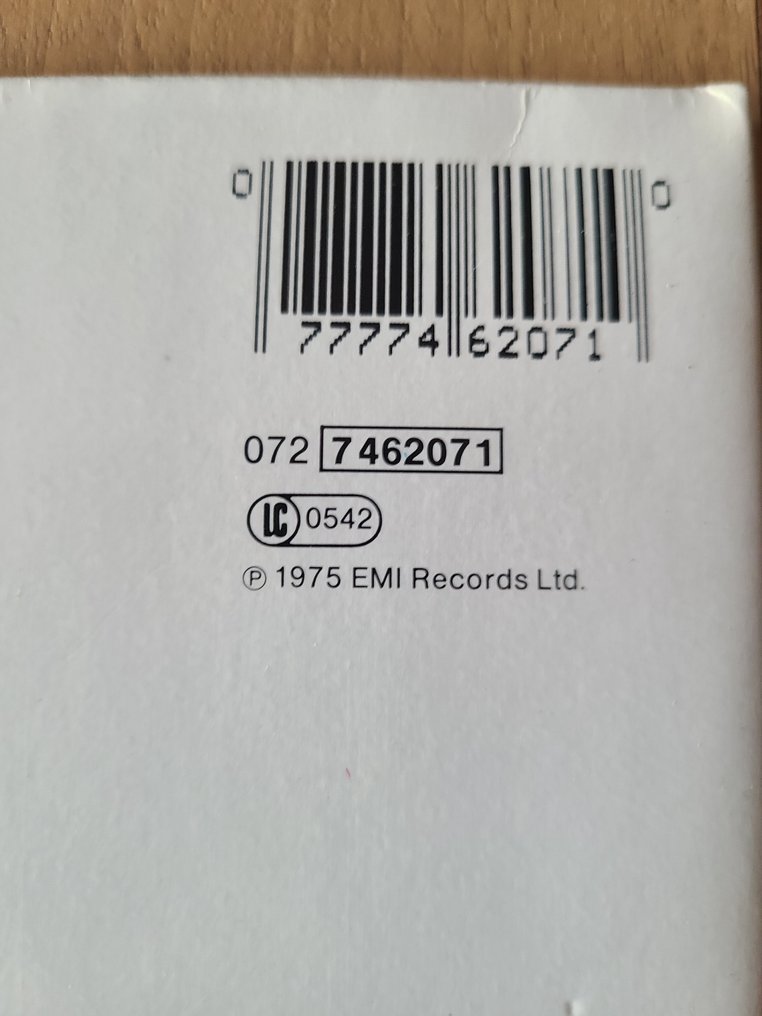 0 77774 62071 0
072 7462071
LC 0542
℗ 1975 EMI Records Ltd.